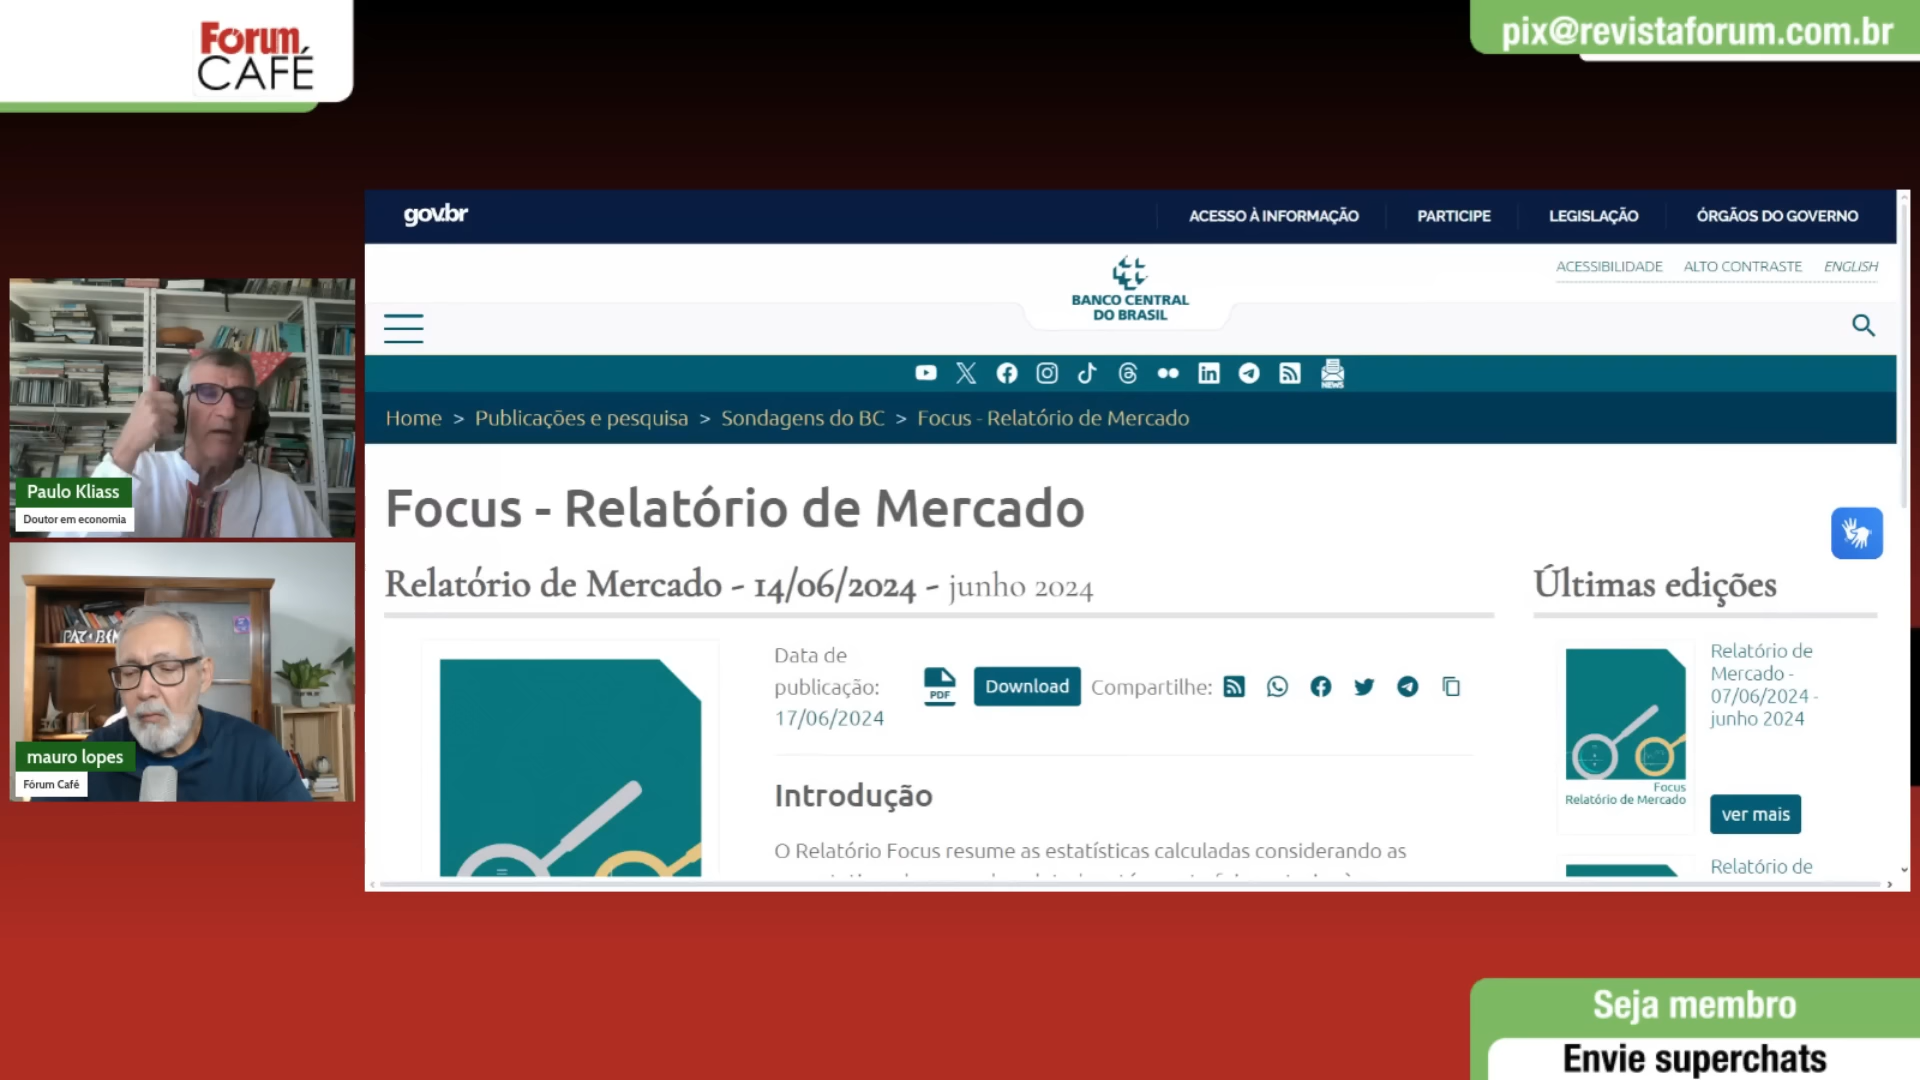 Fórum
CAFÉ
pix@revistaforum.com.br
gov.br
ACESSO À INFORMAÇÃO
PARTICIPE
LEGISLAÇÃO
ÓRGÃOS DO GOVERNO
ACESSIBILIDADE
ALTO CONTRASTE
ENGLISH
BANCO CENTRAL
DO BRASIL
NEWS
Home > Publicações e pesquisa > Sondagens do BC > Focus - Relatório de Mercado
Focus - Relatório de Mercado
Relatório de Mercado - 14/06/2024 - junho 2024
Data de
publicação:
17/06/2024
PDF
Download
Compartilhe:
Introdução
O Relatório Focus resume as estatísticas calculadas considerando as
Últimas edições
Focus
Relatório de Mercado
Relatório de
Mercado -
07/06/2024 -
junho 2024
ver mais
Relatório de
Paulo Kliass
Doutor em economia
PAZ
mauro lopes
Fórum Café
Seja membro
Envie superchats